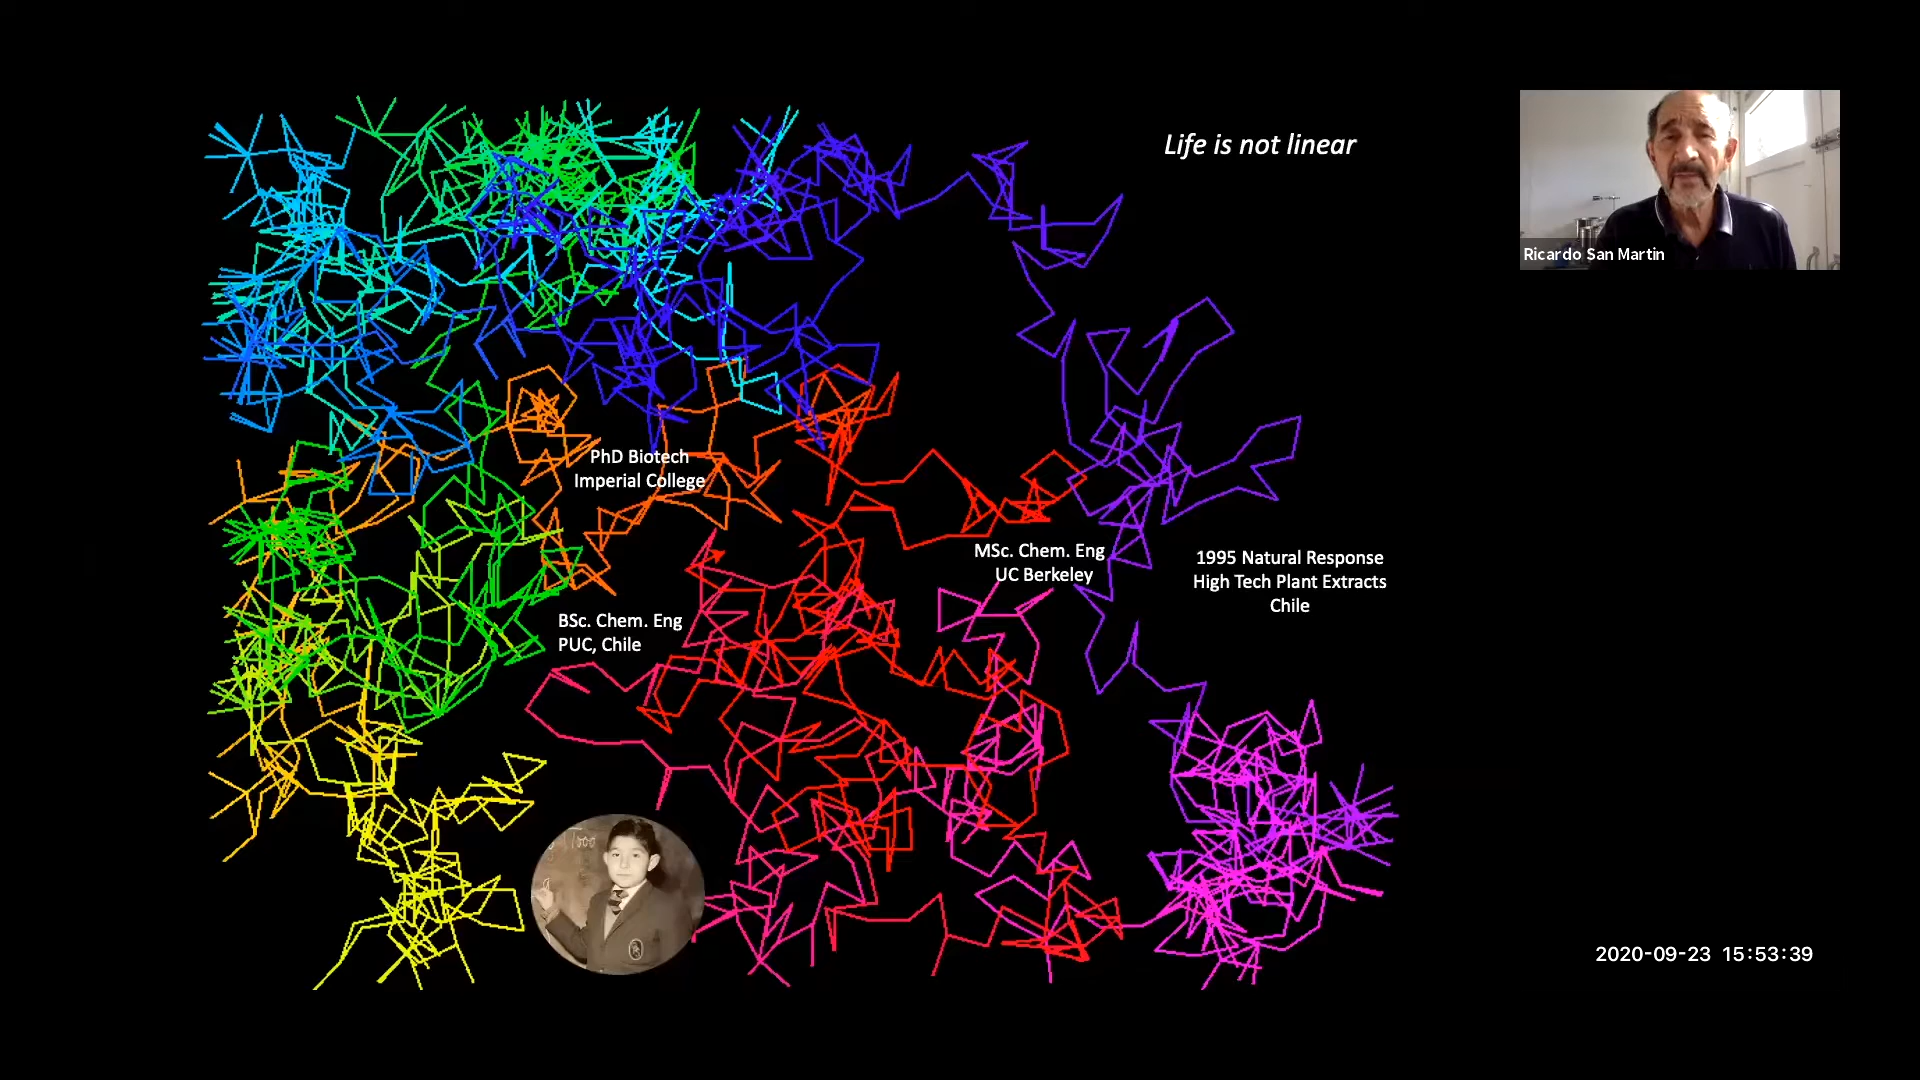 Life is not linear
Ricardo San Martin
PhD Biotech
Imperial College
MSc. Chem. Eng
UC Berkeley
1995 Natural Response
High Tech Plant Extracts
Chile
BSc. Chem. Eng
PUC, Chile
2020-09-23 15:53:39